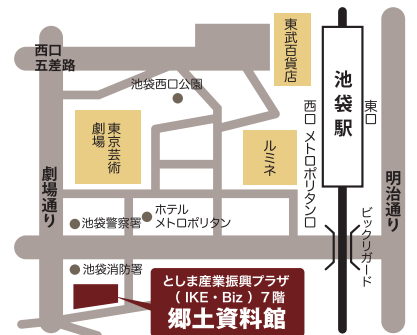 西口
五差路
東武百貨店
池袋駅
東口
西口 メトロポリタン口
池袋西口公園
東京芸術
劇場
ルミネ
劇場通り
明治通り
ホテル
メトロポリタン
池袋警察署
ビックリガード
池袋消防署
としま産業振興プラザ
(IKE・Biz)7階
郷土資料館